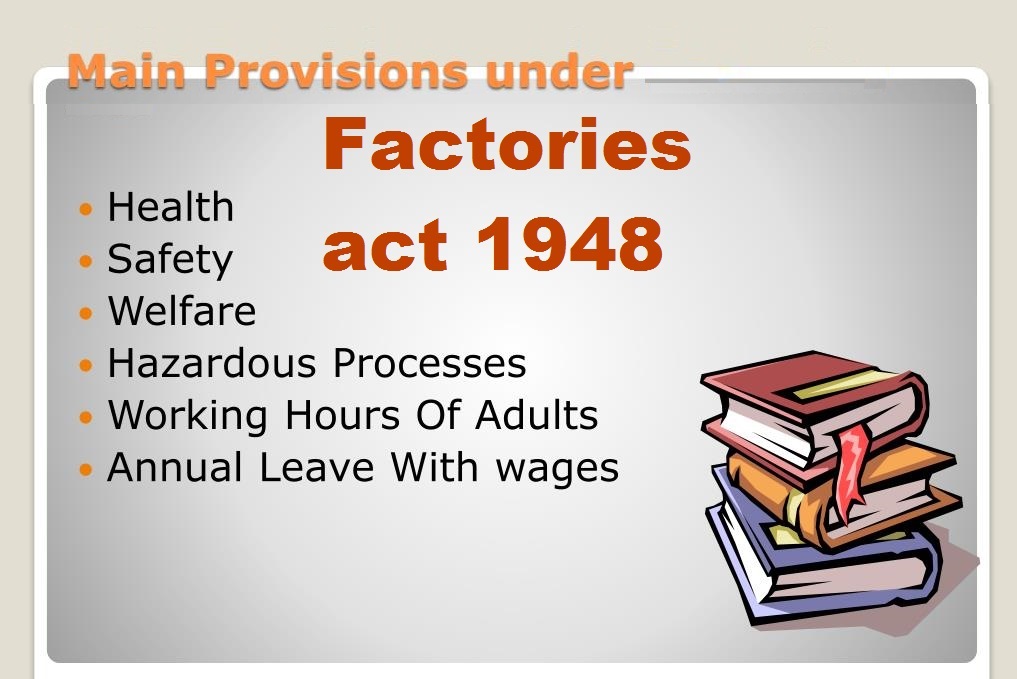 Main Provisions under
Factories
act 1948
Health
Safety
Welfare
Hazardous Processes
Working Hours Of Adults
Annual Leave With wages